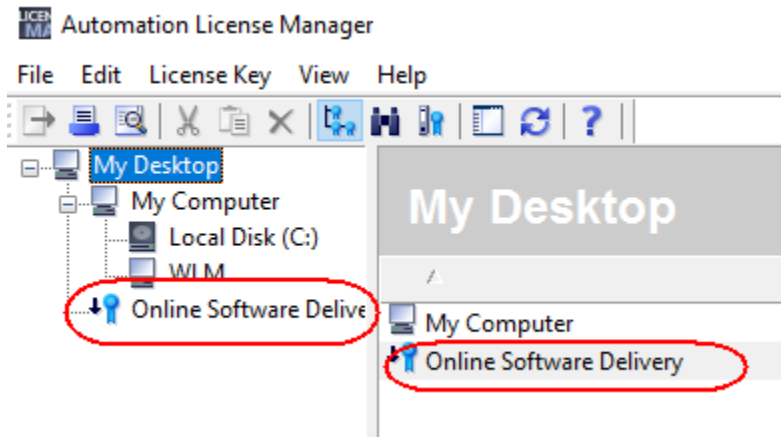 Automation License Manager
File Edit License Key View Help
My Desktop
My Computer
Local Disk (C:)
WLM
Online Software Delive
My Desktop
My Computer
Online Software Delivery